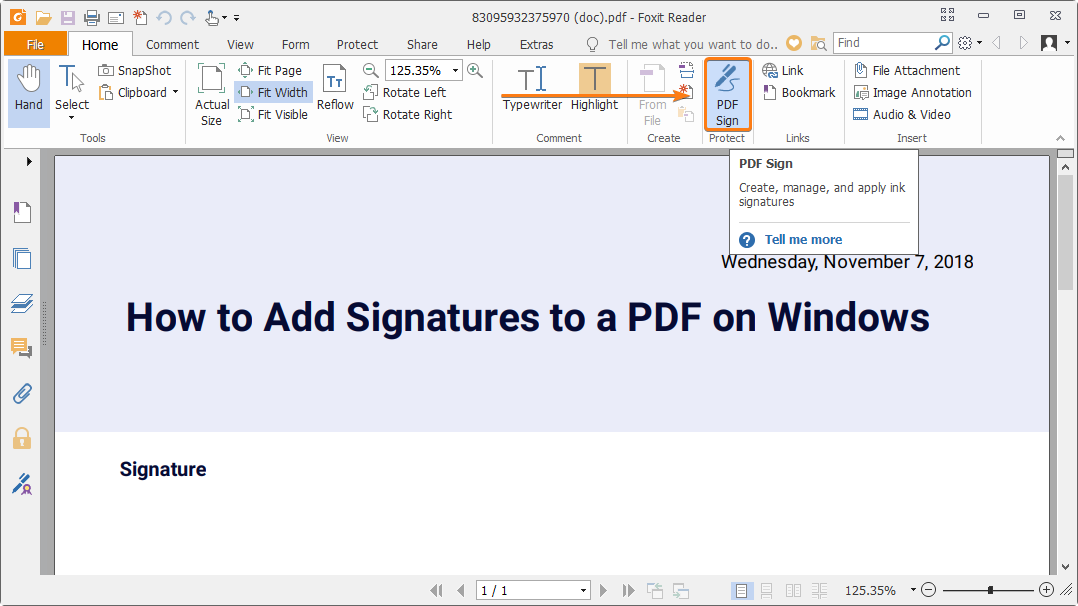 83095932375970 (doc).pdf - Foxit Reader
File Home Comment View Form Protect Share Help Extras Tell me what you want to do.. Find
Hand
Select
SnapShot
Clipboard
Tools
Actual
Size
Fit Page
Fit Width
Fit Visible
Reflow
125.35%
Rotate Left
Rotate Right
View
Typewriter
Highlight
Comment
From
File
Create
PDF
Sign
Protect
Link
Bookmark
Links
File Attachment
Image Annotation
Audio & Video
Insert
PDF Sign
Create, manage, and apply ink
signatures
Tell me more
Wednesday, November 7, 2018
How to Add Signatures to a PDF on Windows
Signature
1 / 1
125.35%